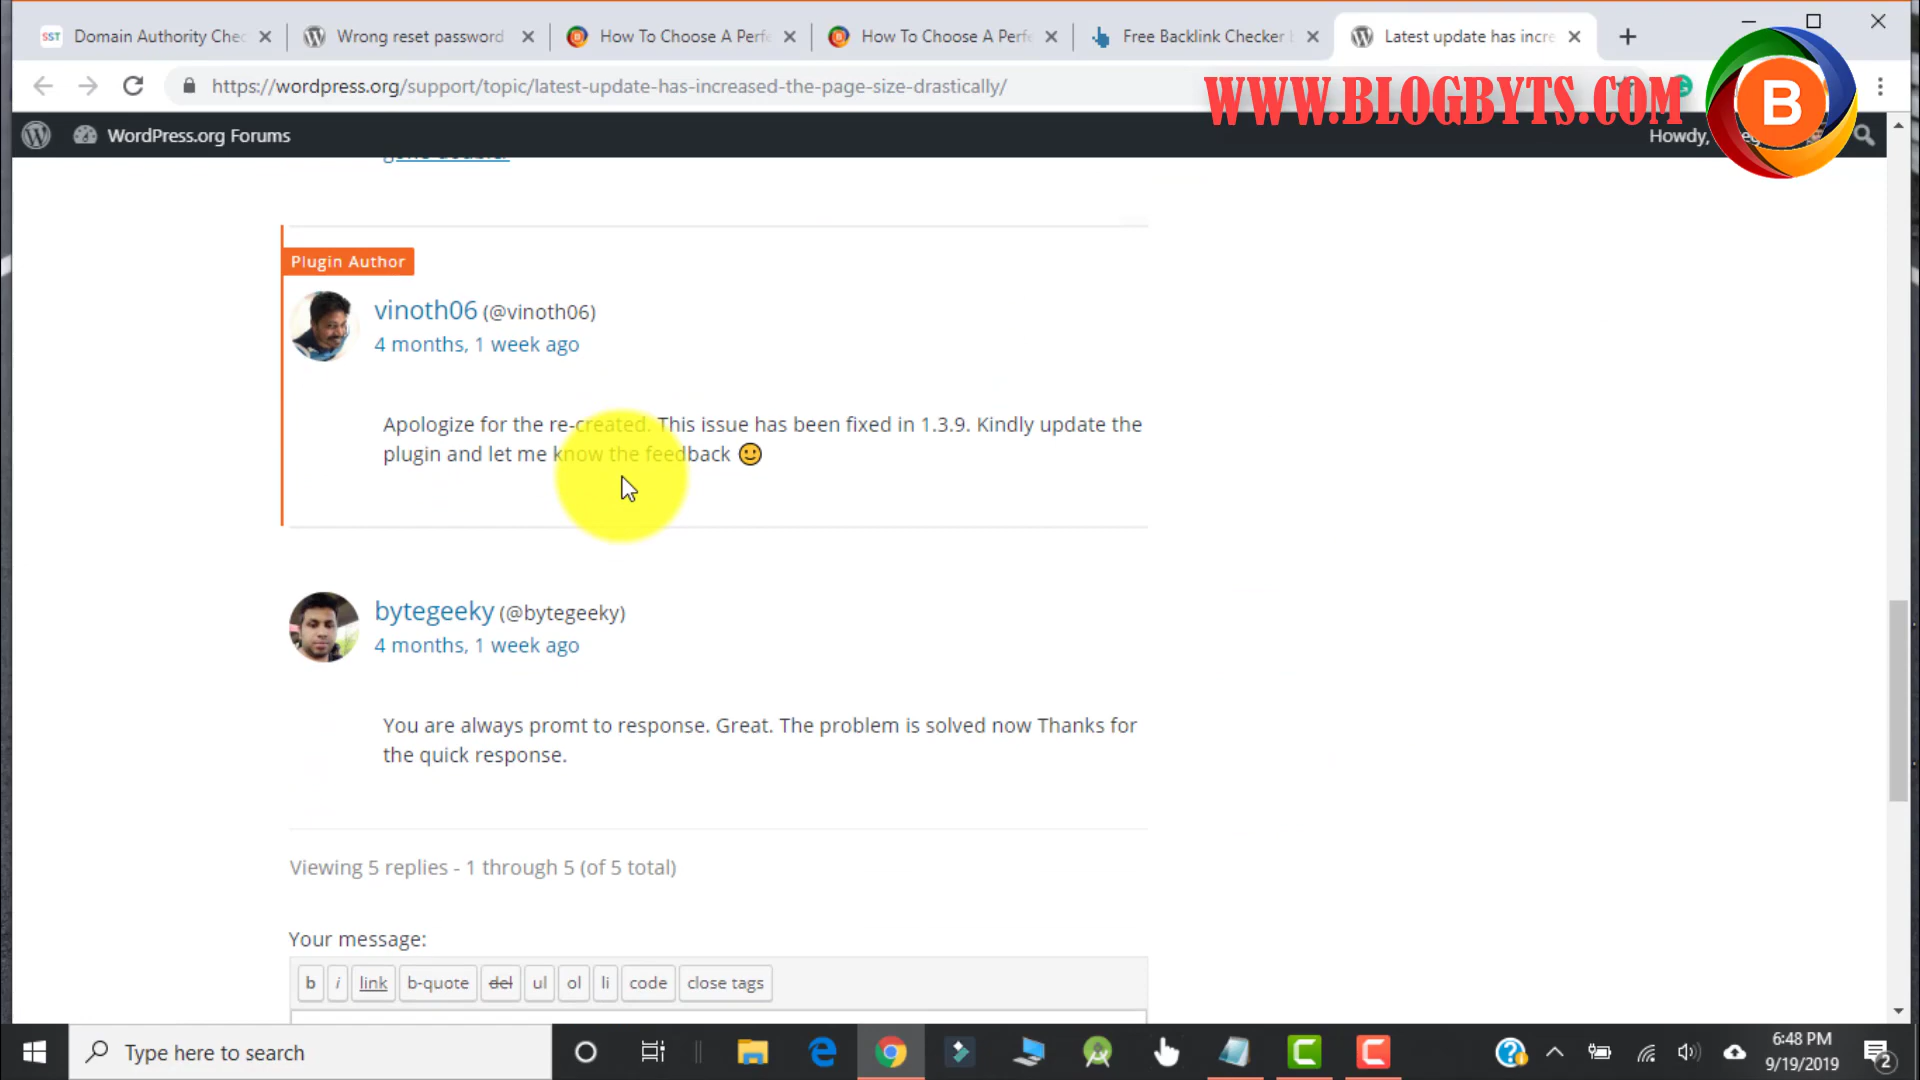 SST Domain Authority Chec
Wrong reset password
How To Choose A Perfe
How To Choose A Perfe
Free Backlink Checker
Latest update has incre
https://wordpress.org/support/topic/latest-update-has-increased-the-page-size-drastically/
WWW.BLOGBYTS.COM
B
WordPress.org Forums
Howdy,
Plugin Author
vinoth06 (@vinoth06)
4 months, 1 week ago
Apologize for the re-created. This issue has been fixed in 1.3.9. Kindly update the
plugin and let me know the feedback
bytegeeky (@bytegeeky)
4 months, 1 week ago
You are always promt to response. Great. The problem is solved now Thanks for
the quick response.
Viewing 5 replies - 1 through 5 (of 5 total)
Your message:
b i link b-quote del ul ol li code close tags
Type here to search
6:48 PM
9/19/2019
2